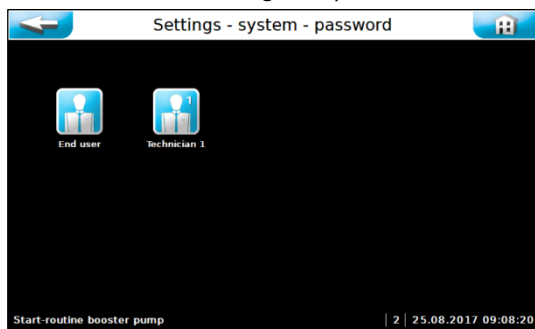 Settings - system - password
1
End user
Technician 1
Start-routine booster pump | 2 | 25.08.2017 09:08:20